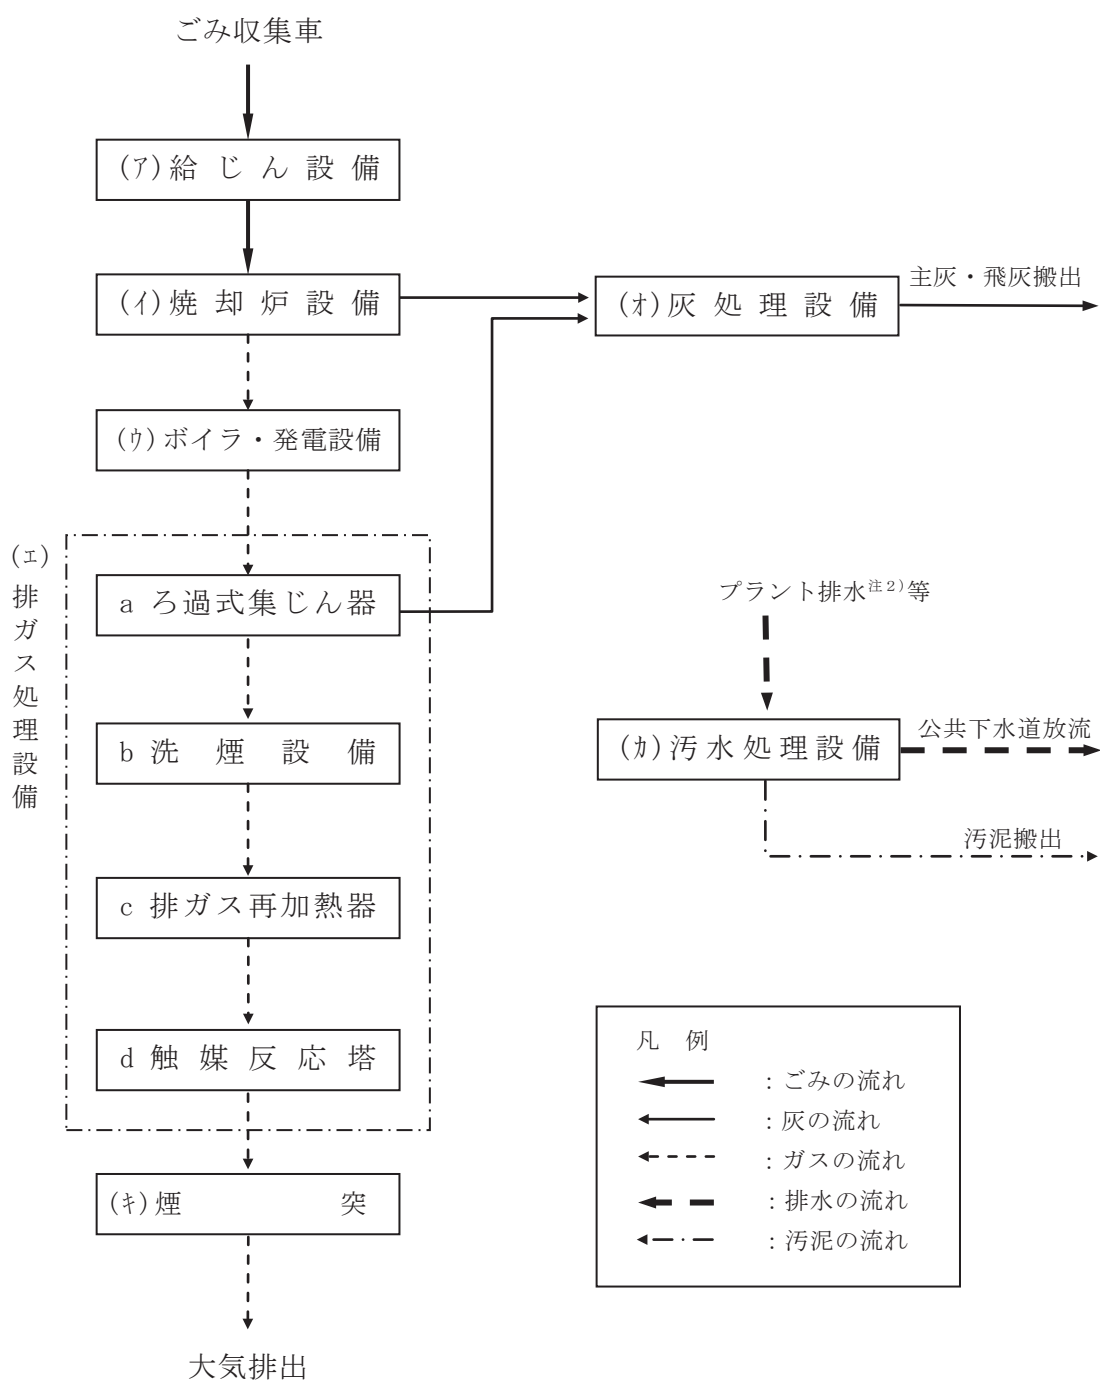 ごみ収集車
(ア)給じん設備
(イ)焼却炉設備
(ウ)ボイラ・発電設備
(エ)排ガス処理設備
a ろ過式集じん器
b 洗煙設備
c 排ガス再加熱器
d 触媒反応塔
(キ)煙突
大気排出
(オ)灰処理設備
主灰・飛灰搬出
プラント排水注2)等
(カ)汚水処理設備
公共下水道放流
汚泥搬出
凡例
：ごみの流れ
：灰の流れ
：ガスの流れ
：排水の流れ
：汚泥の流れ